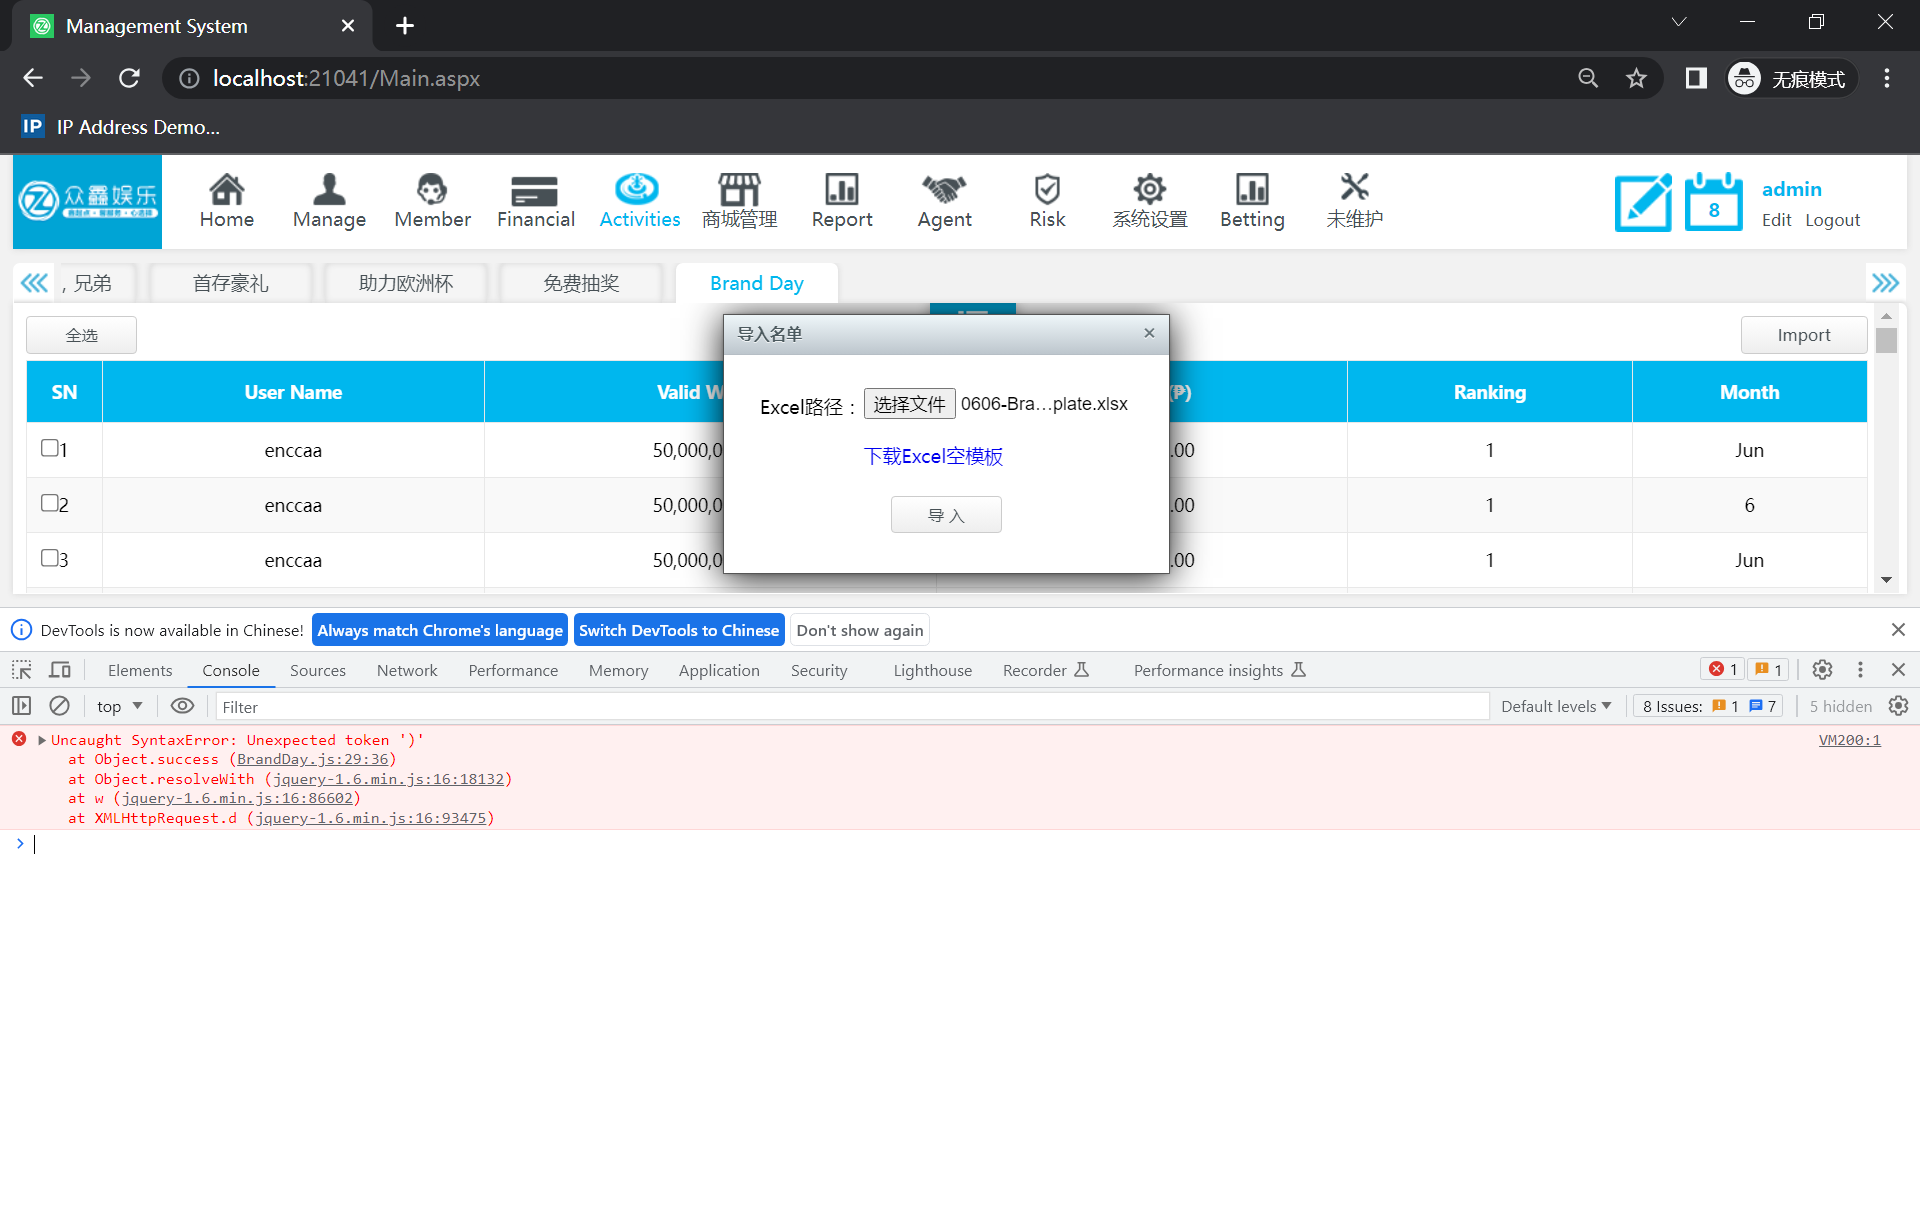 Management System
localhost:21041/Main.aspx
无痕模式
IP IP Address Demo...
众鑫娱乐
Home Manage Member Financial Activities 商城管理 Report Agent Risk 系统设置 Betting 未维护
8
admin
Edit Logout
, 兄弟 首存豪礼 助力欧洲杯 免费抽奖 Brand Day
全选 Import
导入名单
Excel路径： 选择文件 0606-Bra...plate.xlsx
下载Excel空模板
导 入
SN User Name Valid W (₱) Ranking Month
1 enccaa 50,000,0 .00 1 Jun
2 enccaa 50,000,0 .00 1 6
3 enccaa 50,000,0 .00 1 Jun
DevTools is now available in Chinese! Always match Chrome's language Switch DevTools to Chinese Don't show again
Elements Console Sources Network Performance Memory Application Security Lighthouse Recorder Performance insights 1 1
top Filter Default levels 8 Issues: 1 7 5 hidden
Uncaught SyntaxError: Unexpected token ')' VM200:1
at Object.success (BrandDay.js:29:36)
at Object.resolveWith (jquery-1.6.min.js:16:18132)
at w (jquery-1.6.min.js:16:86602)
at XMLHttpRequest.d (jquery-1.6.min.js:16:93475)